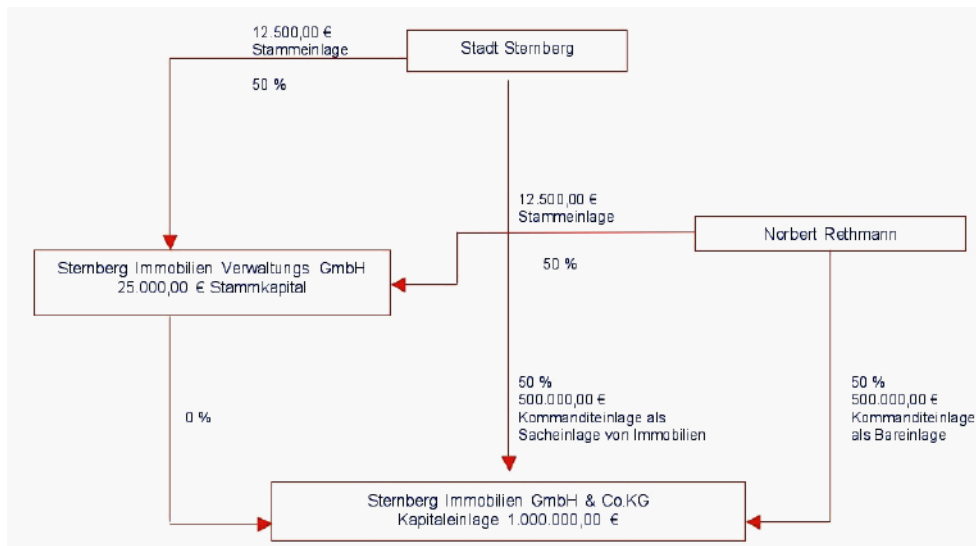 12.500,00 €
Stammeinlage
50 %
Stadt Sternberg
12.500,00 €
Stammeinlage
50 %
Norbert Rethmann
Sternberg Immobilien Verwaltungs GmbH
25.000,00 € Stammkapital
0 %
50 %
500.000,00 €
Kommanditeinlage als
Sacheinlage von Immobilien
50 %
500.000,00 €
Kommanditeinlage
als Bareinlage
Sternberg Immobilien GmbH & Co.KG
Kapitaleinlage 1.000.000,00 €